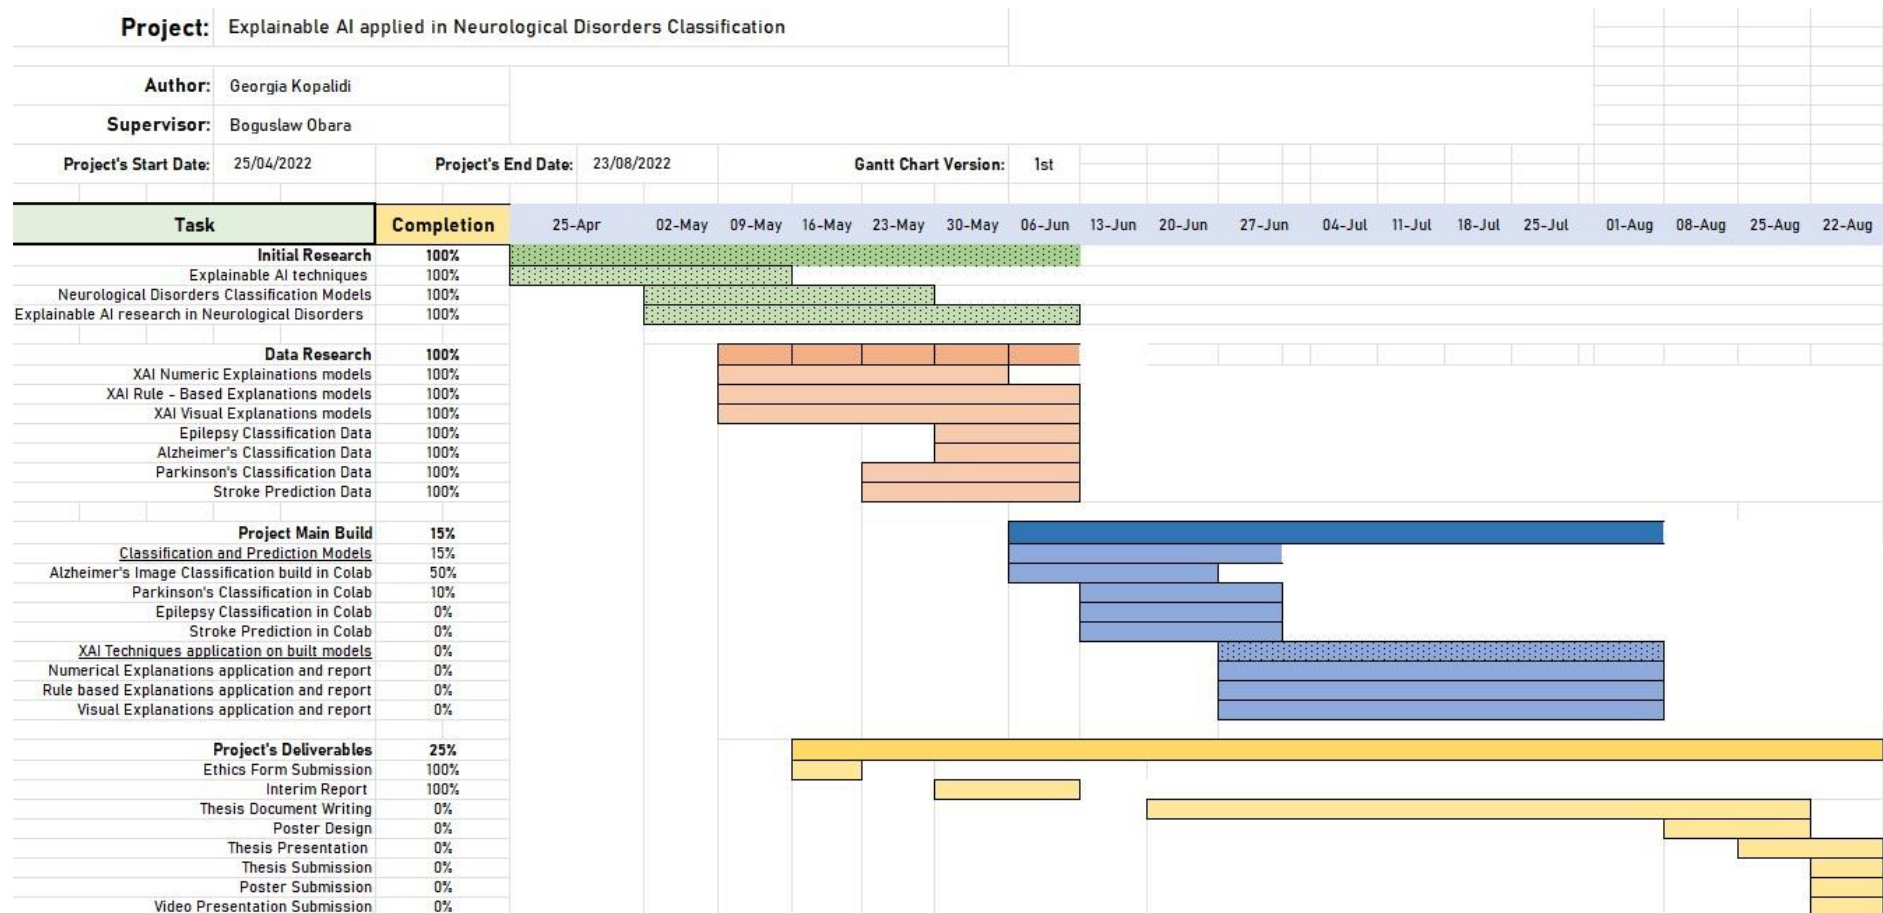 Project: Explainable AI applied in Neurological Disorders Classification
Author: Georgia Kopalidi
Supervisor: Boguslaw Obara
Project's Start Date: 25/04/2022 Project's End Date: 23/08/2022 Gantt Chart Version: 1st
Task Completion 25-Apr 02-May 09-May 16-May 23-May 30-May 06-Jun 13-Jun 20-Jun 27-Jun 04-Jul 11-Jul 18-Jul 25-Jul 01-Aug 08-Aug 25-Aug 22-Aug
Initial Research 100%
Explainable AI techniques 100%
Neurological Disorders Classification Models 100%
Explainable AI research in Neurological Disorders 100%
Data Research 100%
XAI Numeric Explainations models 100%
XAI Rule - Based Explanations models 100%
XAI Visual Explanations models 100%
Epilepsy Classification Data 100%
Alzheimer's Classification Data 100%
Parkinson's Classification Data 100%
Stroke Prediction Data 100%
Project Main Build 15%
Classification and Prediction Models 15%
Alzheimer's Image Classification build in Colab 50%
Parkinson's Classification in Colab 10%
Epilepsy Classification in Colab 0%
Stroke Prediction in Colab 0%
XAI Techniques application on built models 0%
Numerical Explanations application and report 0%
Rule based Explanations application and report 0%
Visual Explanations application and report 0%
Project's Deliverables 25%
Ethics Form Submission 100%
Interim Report 100%
Thesis Document Writing 0%
Poster Design 0%
Thesis Presentation 0%
Thesis Submission 0%
Poster Submission 0%
Video Presentation Submission 0%